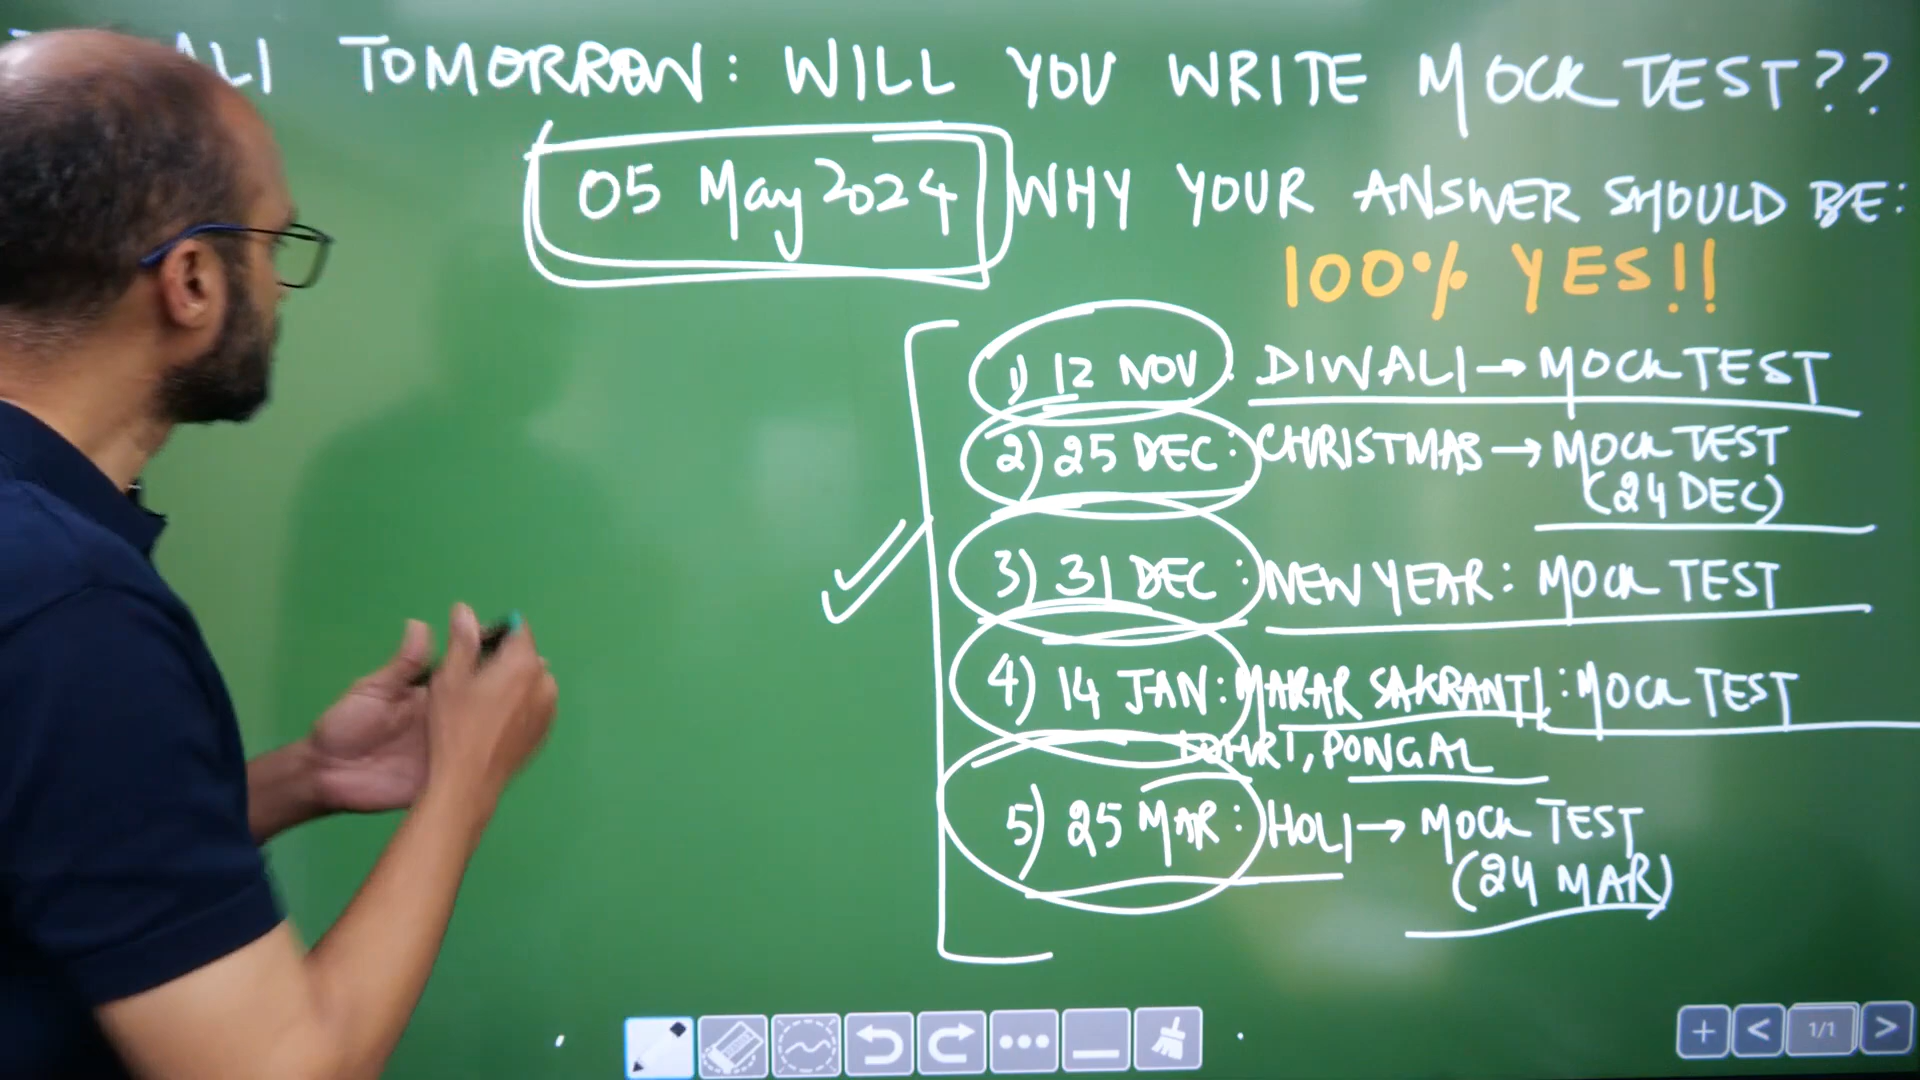 ALI TOMORROW: WILL YOU WRITE MOCK TEST??
05 May 2024 WHY YOUR ANSWER SHOULD BE:
100% YES!!
1) 12 NOV: DIWALI → MOCK TEST
2) 25 DEC: CHRISTMAS → MOCK TEST
(24 DEC)
3) 31 DEC: NEW YEAR: MOCK TEST
4) 14 JAN: MAKAR SAKRANTI: MOCK TEST
LOHRI, PONGAL
5) 25 MAR: HOLI → MOCK TEST
(24 MAR)
1/1